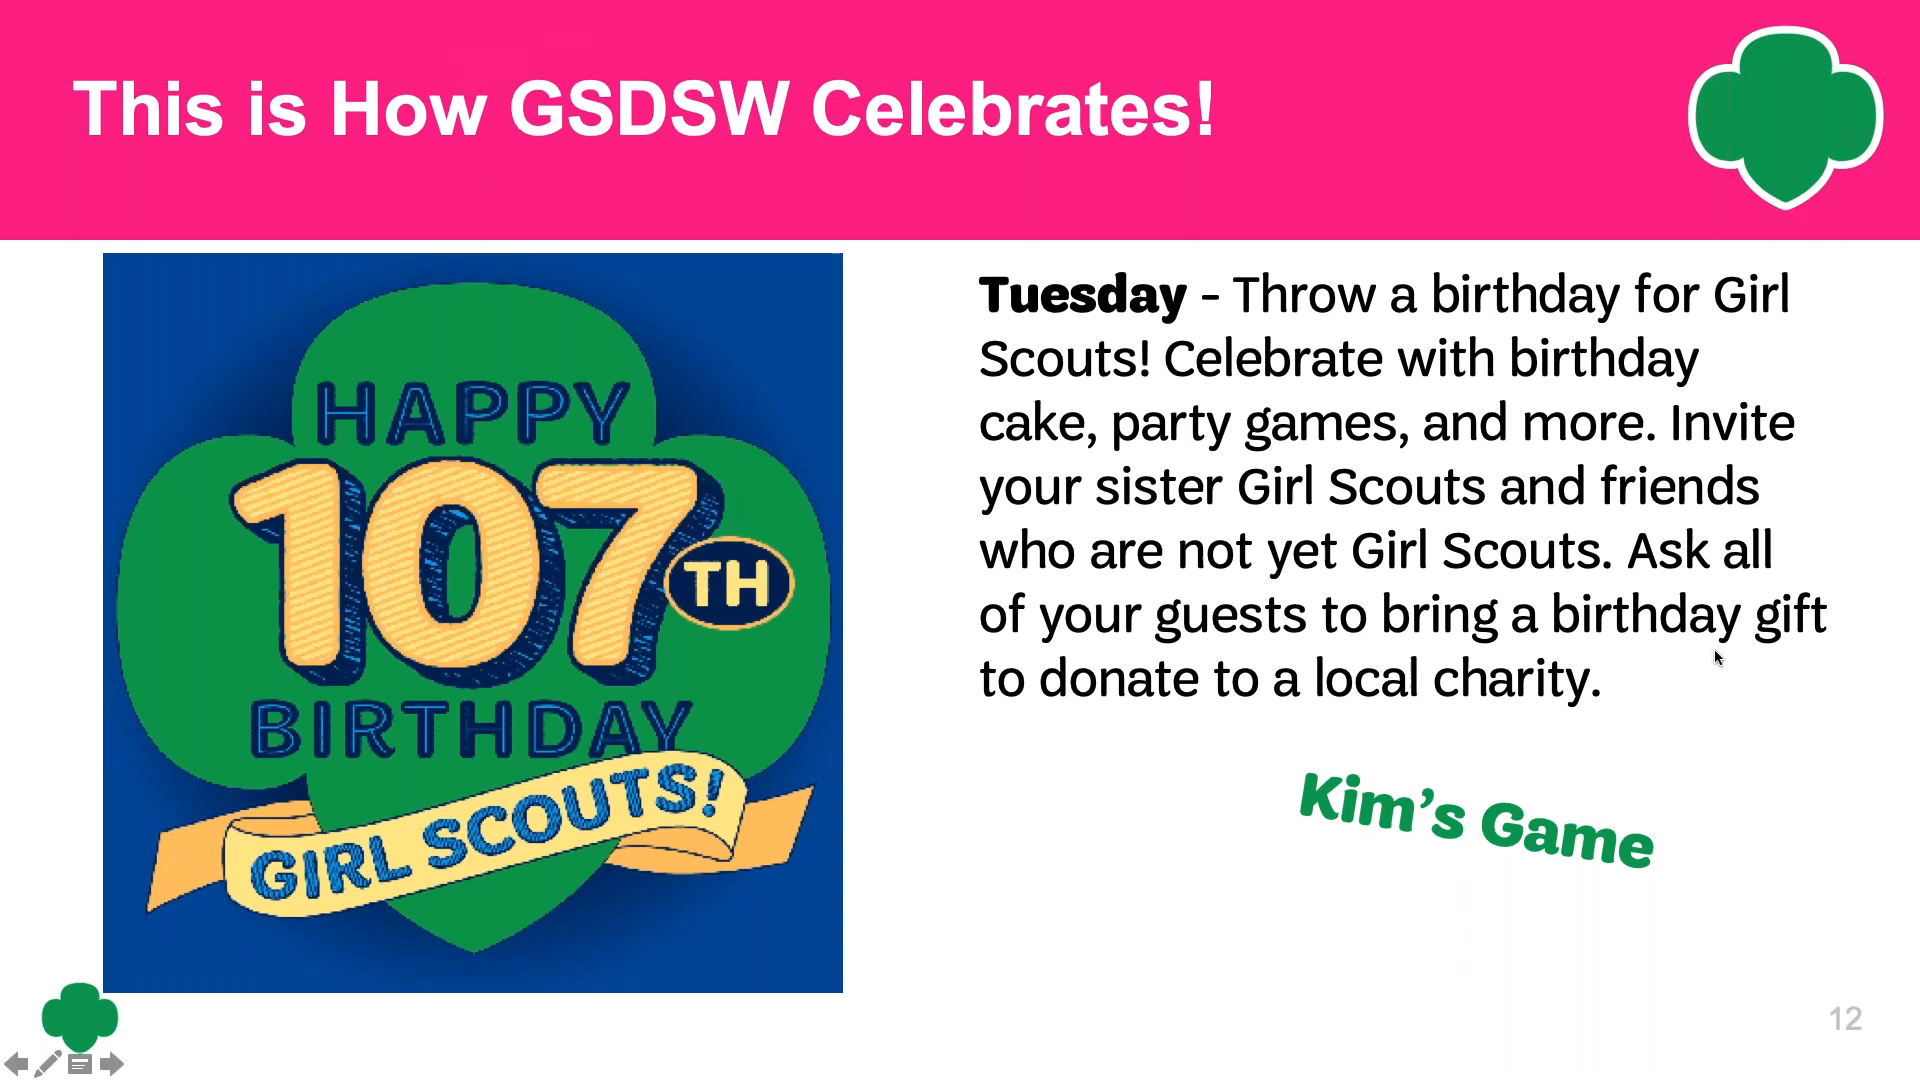 This is How GSDSW Celebrates!
HAPPY
107TH
BIRTHDAY
GIRL SCOUTS!
Tuesday - Throw a birthday for Girl
Scouts! Celebrate with birthday
cake, party games, and more. Invite
your sister Girl Scouts and friends
who are not yet Girl Scouts. Ask all
of your guests to bring a birthday gift
to donate to a local charity.
Kim’s Game
12